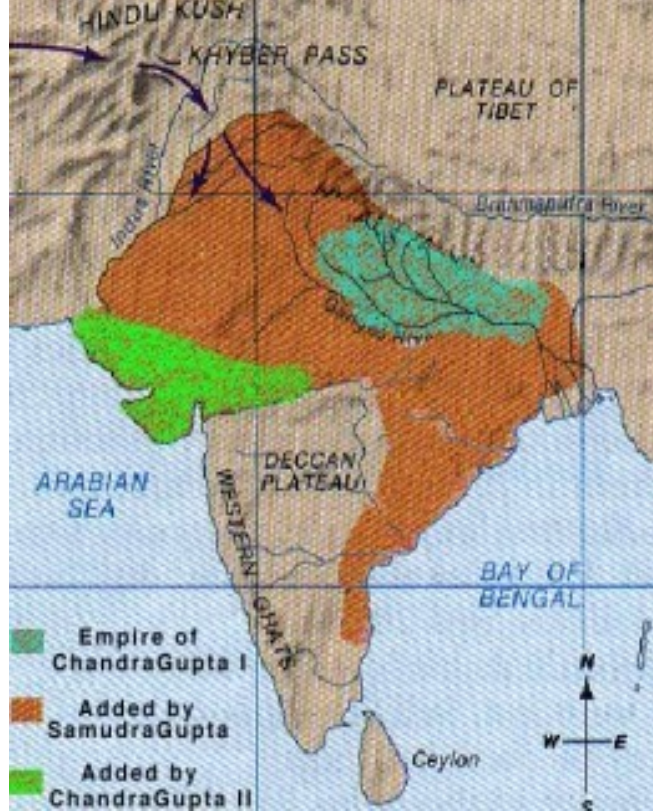 HINDU KUSH
KHYBER PASS
PLATEAU OF
TIBET
Indus River
Brahmaputra River
Ganges River
DECCAN
PLATEAU
ARABIAN
SEA
WESTERN GHATS
BAY OF
BENGAL
Empire of
ChandraGupta I
Added by
SamudraGupta
Added by
ChandraGupta II
Ceylon
N
W
E
S